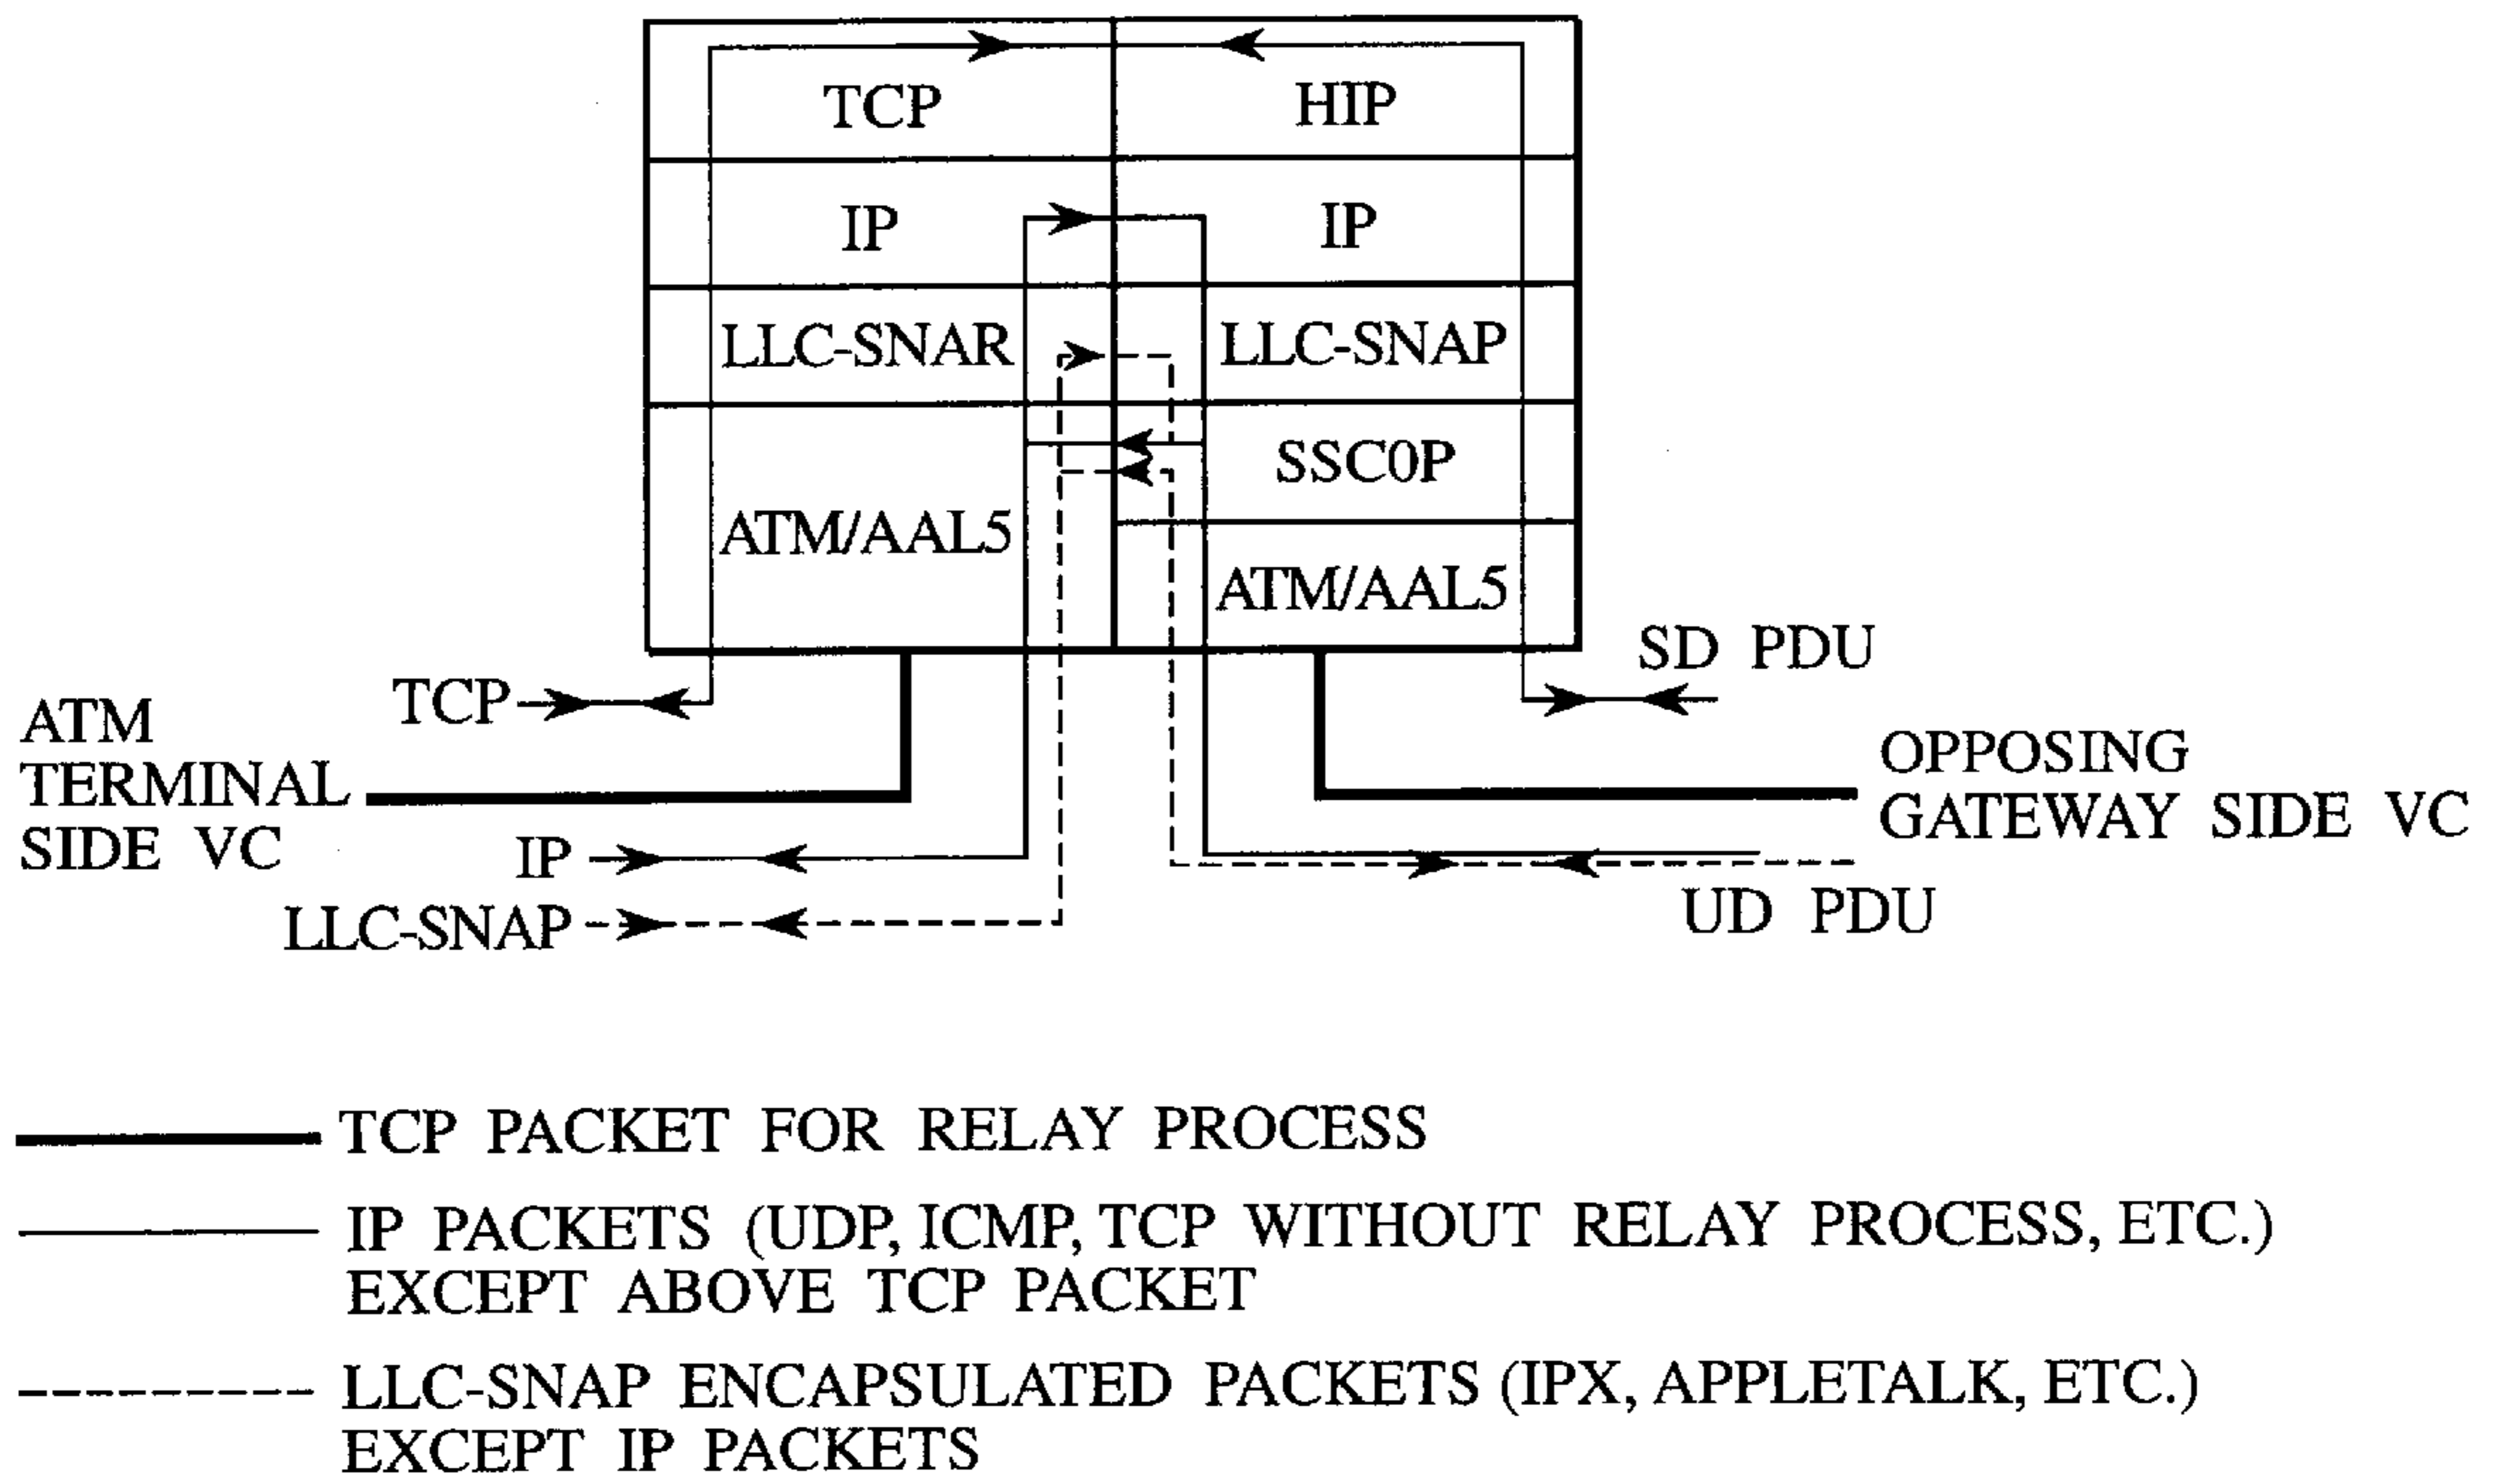 TCP HIP
IP IP
LLC-SNAR LLC-SNAP
SSC0P
ATM/AAL5
ATM/AAL5
SD PDU
TCP
ATM
TERMINAL
SIDE VC
OPPOSING
GATEWAY SIDE VC
IP
UD PDU
LLC-SNAP
TCP PACKET FOR RELAY PROCESS
IP PACKETS (UDP, ICMP, TCP WITHOUT RELAY PROCESS, ETC.)
EXCEPT ABOVE TCP PACKET
LLC-SNAP ENCAPSULATED PACKETS (IPX, APPLETALK, ETC.)
EXCEPT IP PACKETS